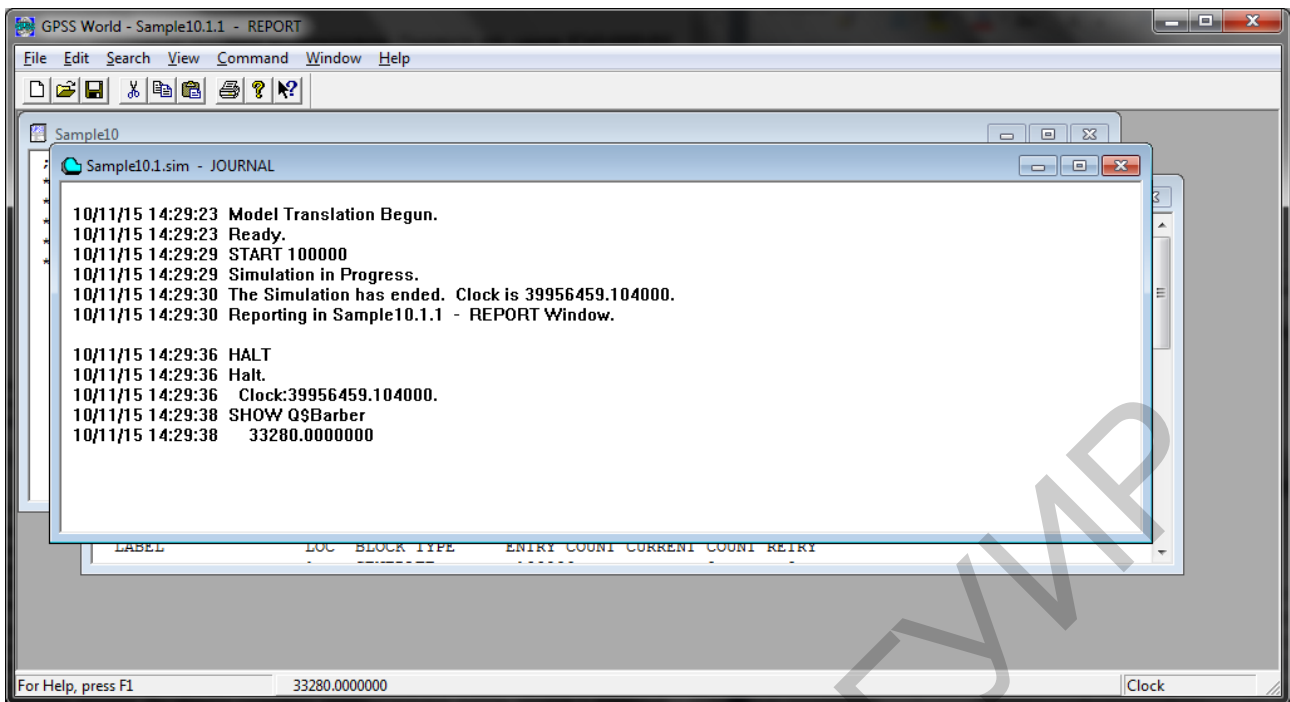 GPSS World - Sample10.1.1 - REPORT
File Edit Search View Command Window Help
Sample10
Sample10.1.sim - JOURNAL
10/11/15 14:29:23 Model Translation Begun.
10/11/15 14:29:23 Ready.
10/11/15 14:29:29 START 100000
10/11/15 14:29:29 Simulation in Progress.
10/11/15 14:29:30 The Simulation has ended. Clock is 39956459.104000.
10/11/15 14:29:30 Reporting in Sample10.1.1 - REPORT Window.
10/11/15 14:29:36 HALT
10/11/15 14:29:36 Halt.
10/11/15 14:29:36 Clock:39956459.104000.
10/11/15 14:29:38 SHOW Q$Barber
10/11/15 14:29:38 33280.0000000
LABEL LOC BLOCK TYPE ENTRY COUNT CURRENT COUNT RETRY
For Help, press F1 33280.0000000 Clock
ГУИР